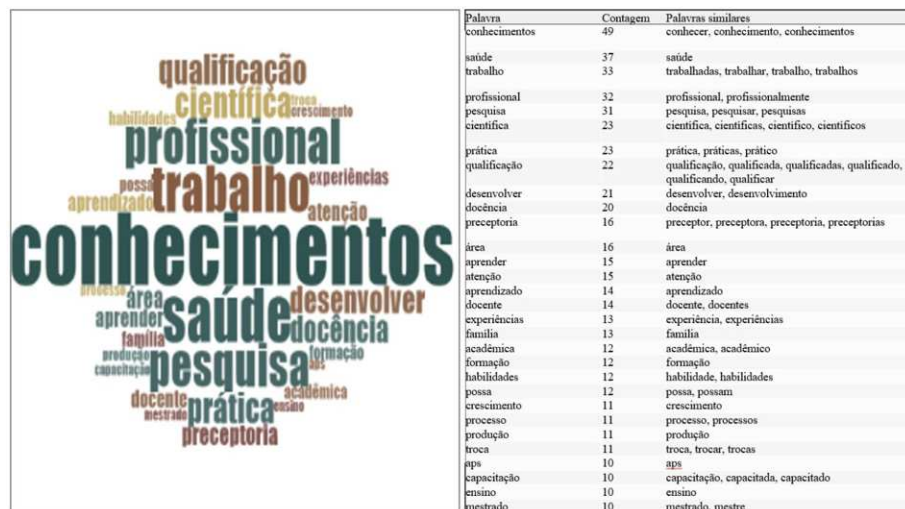 qualificação
científica troca
habilidades crescimento
profissional
possa trabalho experiências
aprendizado atenção
conhecimentos
processo área saúde desenvolver
aprender docência
família formação
produção pesquisa aps
capacitação acadêmica
docente prática ensino
mestrado
preceptoria
Palavra Contagem Palavras similares
conhecimentos 49 conhecer, conhecimento, conhecimentos
saúde 37 saúde
trabalho 33 trabalhadas, trabalhar, trabalho, trabalhos
profissional 32 profissional, profissionalmente
pesquisa 31 pesquisa, pesquisar, pesquisas
científica 23 científica, científicas, científico, científicos
prática 23 prática, práticas, prático
qualificação 22 qualificação, qualificada, qualificadas, qualificado,
qualificando, qualificar
desenvolver 21 desenvolver, desenvolvimento
docência 20 docência
preceptoria 16 preceptor, preceptora, preceptoria, preceptorias
área 16 área
aprender 15 aprender
atenção 15 atenção
aprendizado 14 aprendizado
docente 14 docente, docentes
experiências 13 experiência, experiências
família 13 família
acadêmica 12 acadêmica, acadêmico
formação 12 formação
habilidades 12 habilidade, habilidades
possa 12 possa, possam
crescimento 11 crescimento
processo 11 processo, processos
produção 11 produção
troca 11 troca, trocar, trocas
aps 10 aps
capacitação 10 capacitação, capacitada, capacitado
ensino 10 ensino
mestrado 10 mestrado, mestre